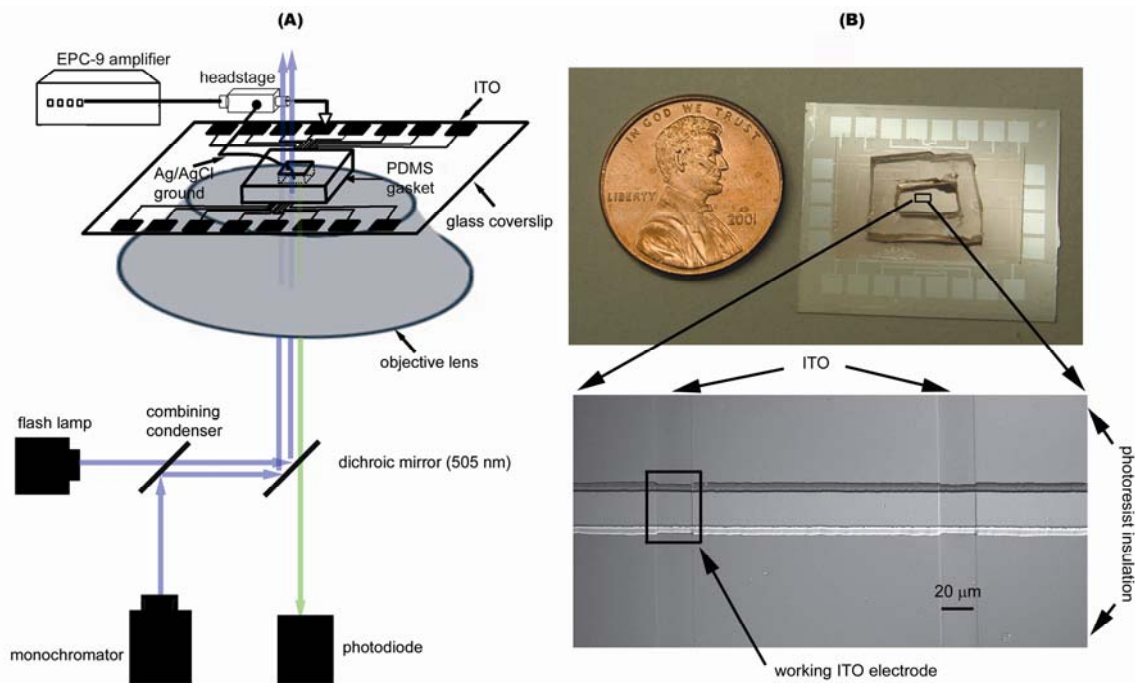 (A)
EPC-9 amplifier
headstage
ITO
Ag/AgCl
ground
PDMS
gasket
glass coverslip
objective lens
flash lamp
combining
condenser
dichroic mirror (505 nm)
monochromator
photodiode
(B)
IN GOD WE TRUST
LIBERTY
2001
ITO
photoresist insulation
20 μm
working ITO electrode